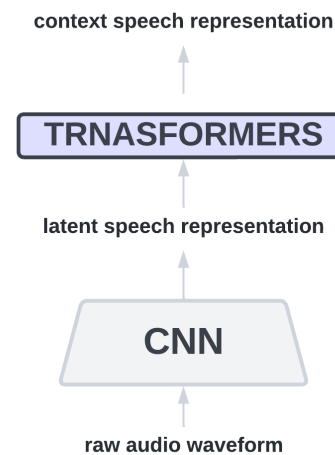 context speech representation
TRNASFORMERS
latent speech representation
CNN
raw audio waveform